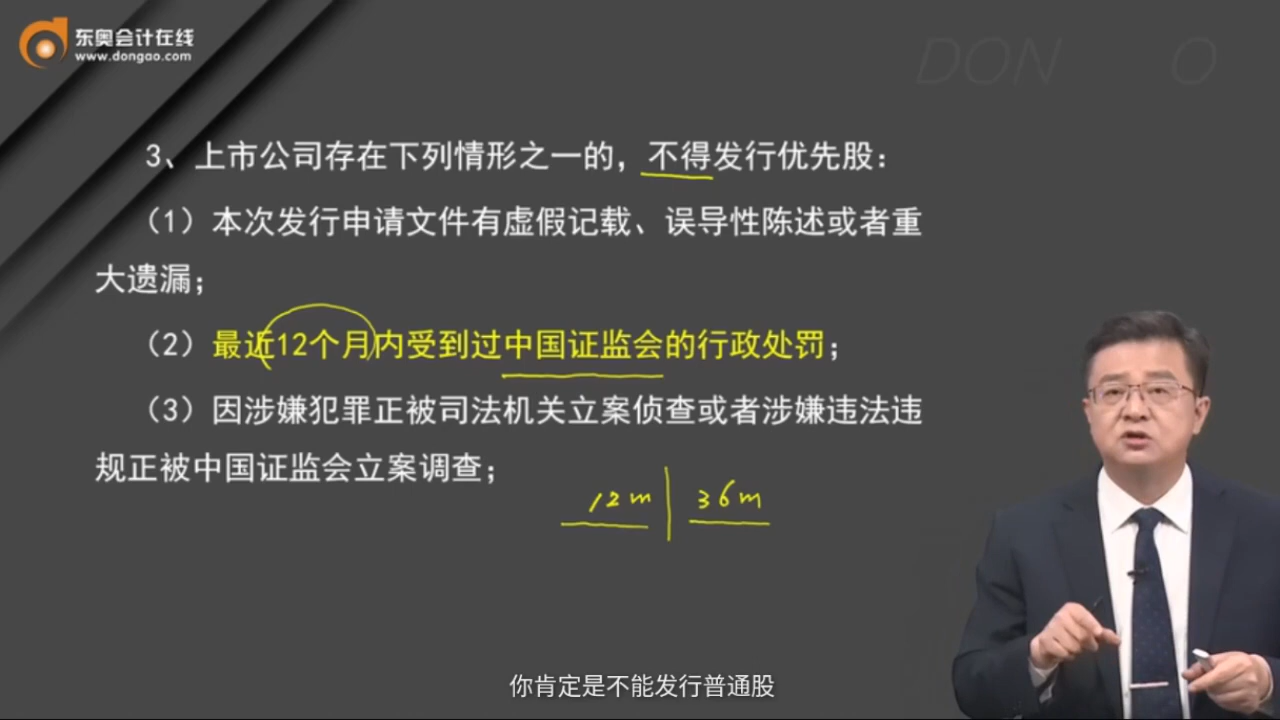 东奥会计在线
www.dongao.com
DON O
3、上市公司存在下列情形之一的，不得发行优先股：
（1）本次发行申请文件有虚假记载、误导性陈述或者重
大遗漏；
（2）最近12个月内受到过中国证监会的行政处罚；
（3）因涉嫌犯罪正被司法机关立案侦查或者涉嫌违法违
规正被中国证监会立案调查；
12m | 36m
你肯定是不能发行普通股